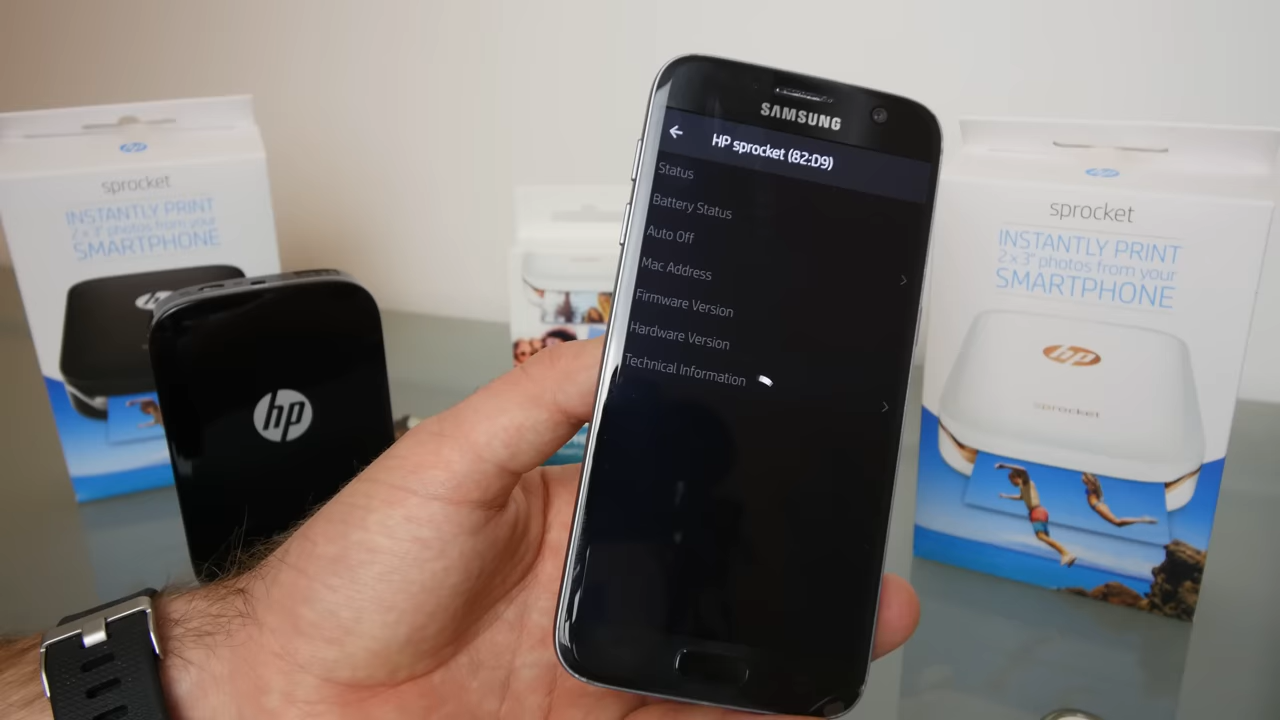 sprocket
INSTANTLY PRINT
2 x 3" photos from your
SMARTPHONE
hp
SAMSUNG
HP sprocket (82:D9)
Status
Battery Status
Auto Off
Mac Address
Firmware Version
Hardware Version
Technical Information
hp
sprocket
INSTANTLY PRINT
2 x 3" photos from your
SMARTPHONE
hp
sprocket